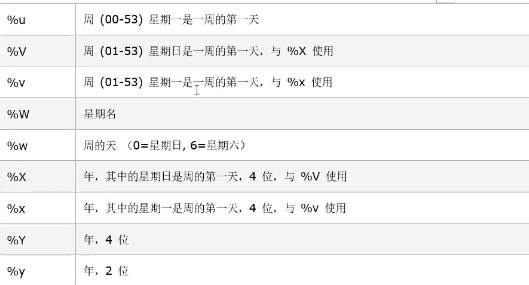 %u 周 (00-53) 星期一是一周的第一天
%V 周 (01-53) 星期日是一周的第一天，与 %X 使用
%v 周 (01-53) 星期一是一周的第一天，与 %x 使用
%W 星期名
%w 周的天 （0=星期日, 6=星期六）
%X 年，其中的星期日是周的第一天，4 位，与 %V 使用
%x 年，其中的星期一是周的第一天，4 位，与 %v 使用
%Y 年，4 位
%y 年，2 位